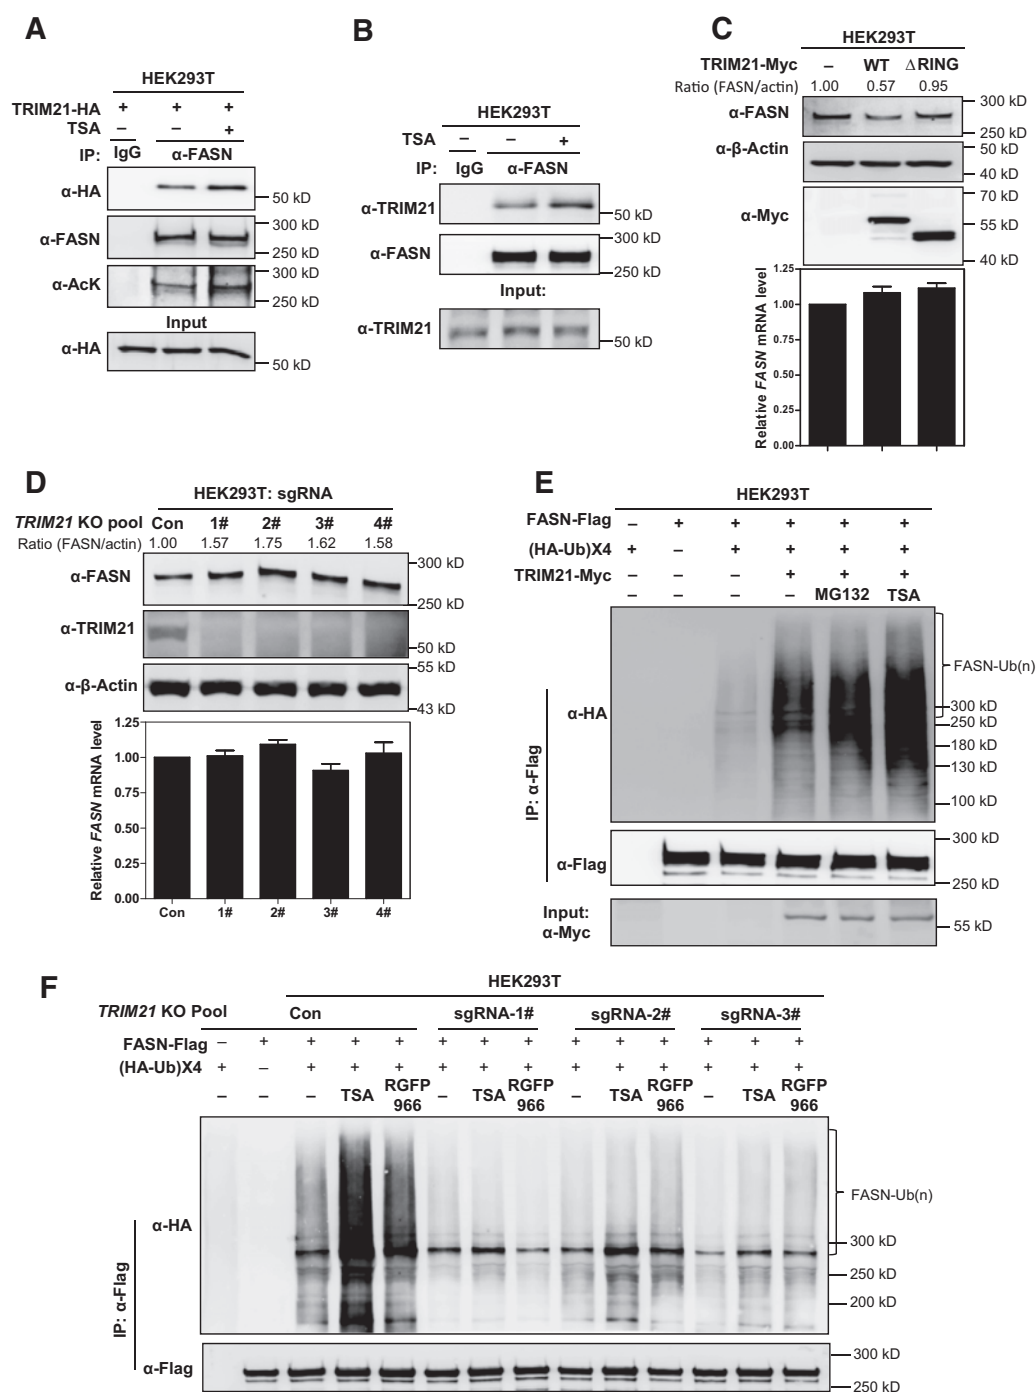 A
HEK293T
TRIM21-HA + + +
TSA – – +
IP: IgG α-FASN
α-HA
50 kD
α-FASN
300 kD
250 kD
α-AcK
300 kD
250 kD
Input
α-HA
50 kD
B
HEK293T
TSA – – +
IP: IgG α-FASN
α-TRIM21
50 kD
α-FASN
300 kD
250 kD
Input:
α-TRIM21
50 kD
C
HEK293T
TRIM21-Myc – WT ΔRING
Ratio (FASN/actin) 1.00 0.57 0.95
α-FASN
300 kD
250 kD
α-β-Actin
50 kD
40 kD
α-Myc
70 kD
55 kD
40 kD
Relative FASN mRNA level
1.25
1.00
0.75
0.50
0.25
0.00
D
HEK293T: sgRNA
TRIM21 KO pool Con 1# 2# 3# 4#
Ratio (FASN/actin) 1.00 1.57 1.75 1.62 1.58
α-FASN
300 kD
250 kD
α-TRIM21
50 kD
α-β-Actin
55 kD
43 kD
Relative FASN mRNA level
1.25
1.00
0.75
0.50
0.25
0.00
Con 1# 2# 3# 4#
E
HEK293T
FASN-Flag – + + + + +
(HA-Ub)X4 + – + + + +
TRIM21-Myc – – – + + +
– – – – MG132 TSA
IP: α-Flag
α-HA
FASN-Ub(n)
300 kD
250 kD
180 kD
130 kD
100 kD
α-Flag
300 kD
250 kD
Input:
α-Myc
55 kD
F
HEK293T
TRIM21 KO Pool Con sgRNA-1# sgRNA-2# sgRNA-3#
FASN-Flag – + + + + + + + + + + + + +
(HA-Ub)X4 + – + + + + + + + + + + + +
– – – TSA RGFP 966 – TSA RGFP 966 – TSA RGFP 966 – TSA RGFP 966
IP: α-Flag
α-HA
FASN-Ub(n)
300 kD
250 kD
200 kD
α-Flag
300 kD
250 kD